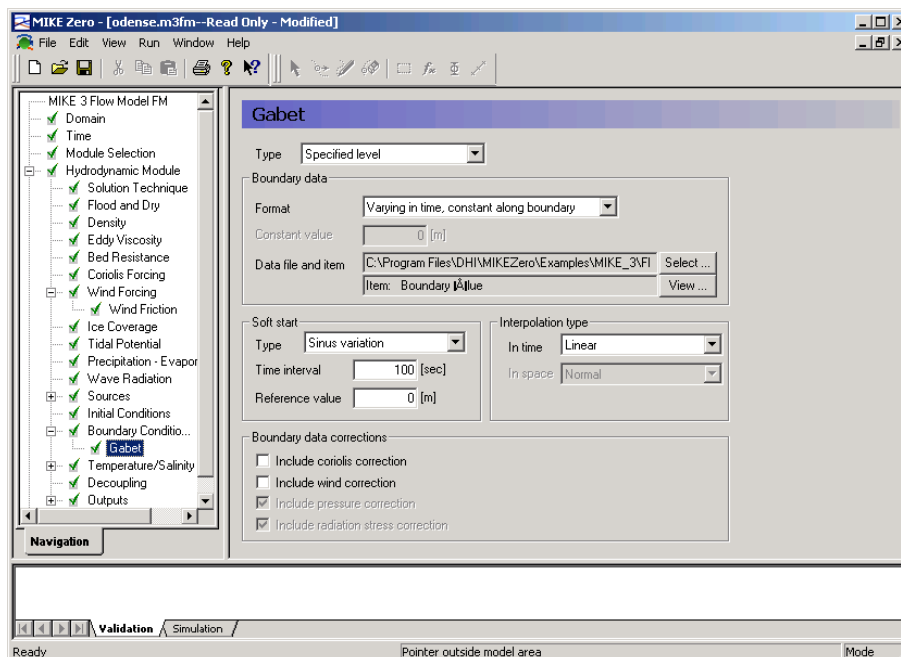 MIKE Zero - [odense.m3fm--Read Only - Modified]
File Edit View Run Window Help
MIKE 3 Flow Model FM
Domain
Time
Module Selection
Hydrodynamic Module
Solution Technique
Flood and Dry
Density
Eddy Viscosity
Bed Resistance
Coriolis Forcing
Wind Forcing
Wind Friction
Ice Coverage
Tidal Potential
Precipitation - Evapor
Wave Radiation
Sources
Initial Conditions
Boundary Conditio...
Gabet
Temperature/Salinity
Decoupling
Outputs
Navigation
Gabet
Type Specified level
Boundary data
Format Varying in time, constant along boundary
Constant value 0 [m]
Data file and item C:\Program Files\DHI\MIKEZero\Examples\MIKE_3\Fl Select ...
Item: Boundary View ...
Soft start
Type Sinus variation
Time interval 100 [sec]
Reference value 0 [m]
Interpolation type
In time Linear
In space Normal
Boundary data corrections
Include coriolis correction
Include wind correction
Include pressure correction
Include radiation stress correction
Validation Simulation
Ready Pointer outside model area Mode